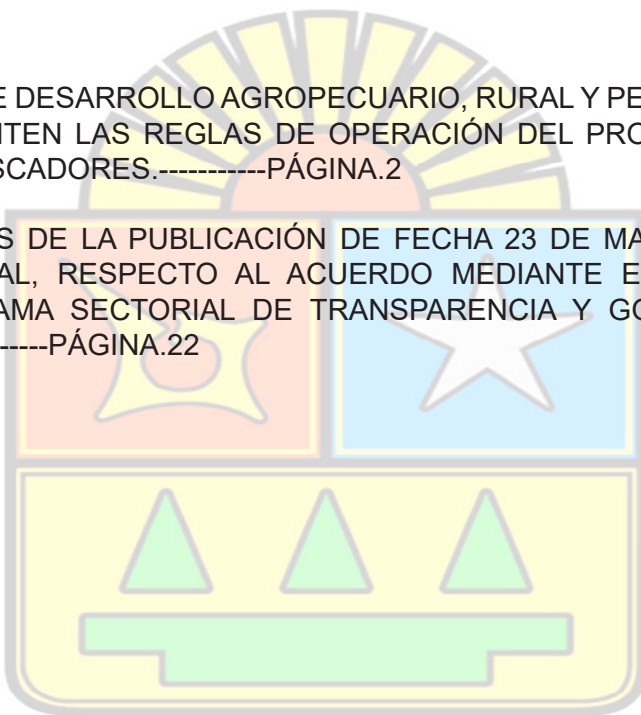 E DESARROLLO AGROPECUARIO, RURAL Y PE
ITEN LAS REGLAS DE OPERACIÓN DEL PRO
SCADORES.-----------PÁGINA.2
S DE LA PUBLICACIÓN DE FECHA 23 DE MA
AL, RESPECTO AL ACUERDO MEDIANTE E
AMA SECTORIAL DE TRANSPARENCIA Y GO
------PÁGINA.22